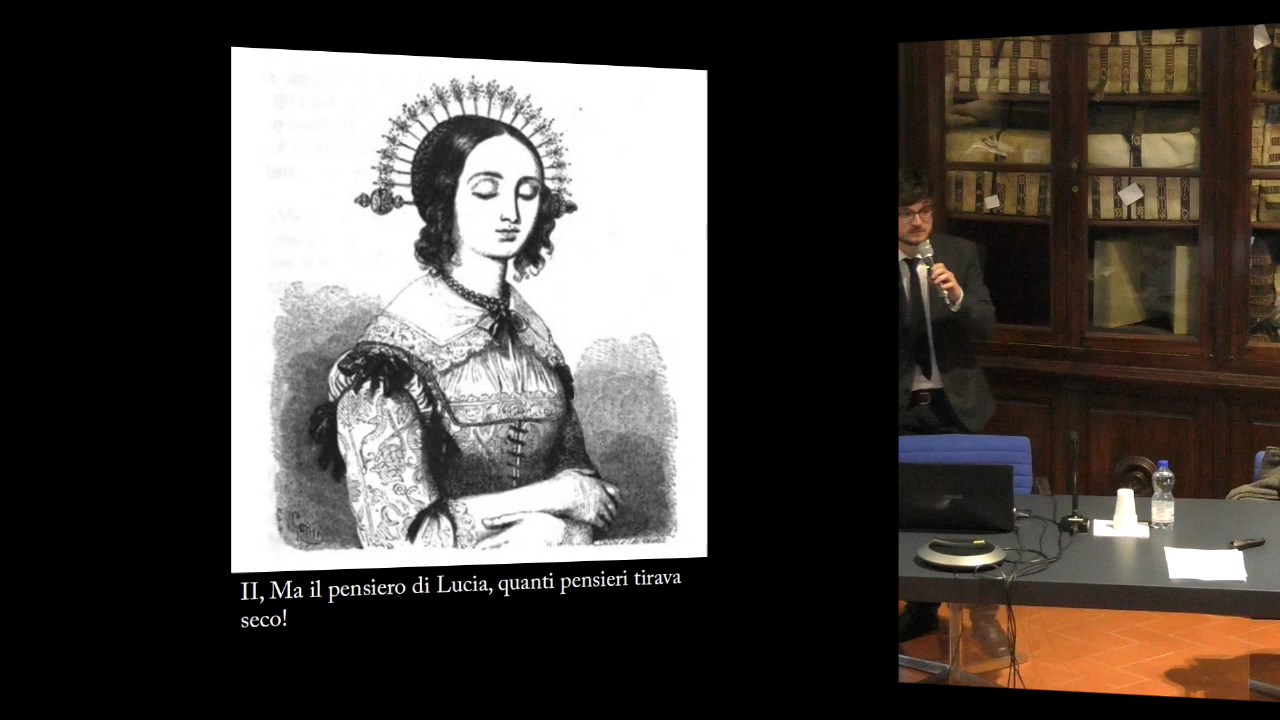 II, Ma il pensiero di Lucia, quanti pensieri tirava
seco!